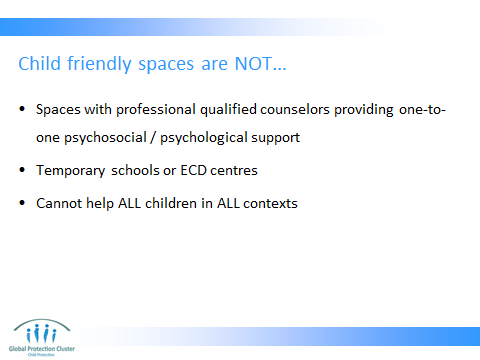 Child friendly spaces are NOT...
• Spaces with professional qualified counselors providing one-to-
one psychosocial / psychological support
• Temporary schools or ECD centres
• Cannot help ALL children in ALL contexts
Global Protection Cluster
Child Protection